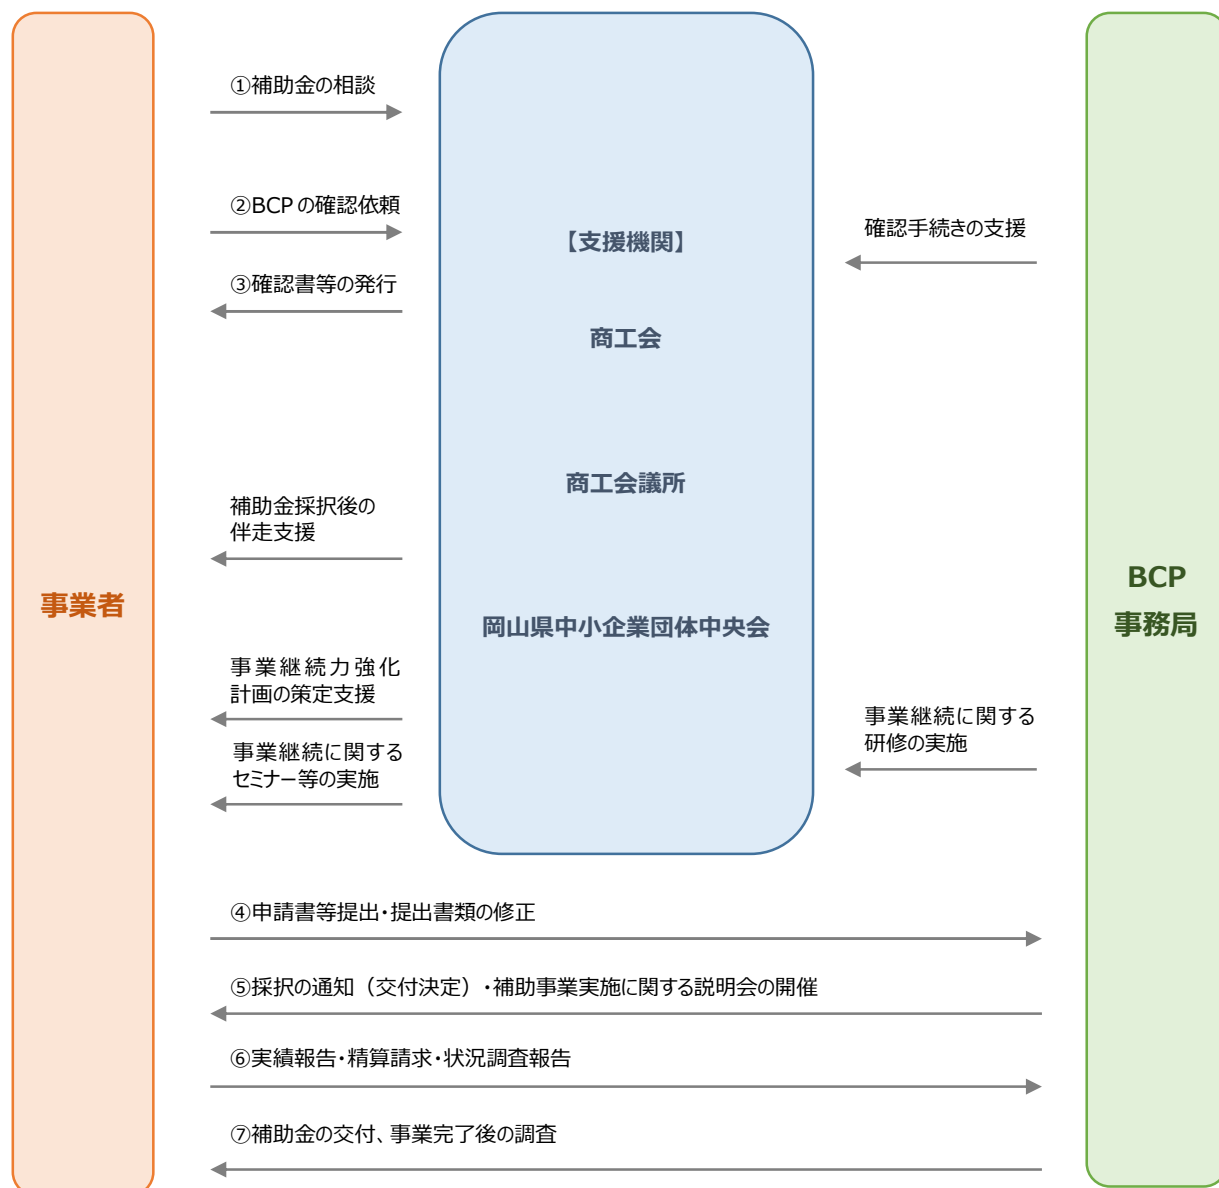 ①補助金の相談
②BCPの確認依頼
③確認書等の発行
補助金採択後の
伴走支援
事業者
事業継続力強化
計画の策定支援
事業継続に関する
セミナー等の実施
【支援機関】
商工会
商工会議所
岡山県中小企業団体中央会
確認手続きの支援
事業継続に関する
研修の実施
BCP
事務局
④申請書等提出・提出書類の修正
⑤採択の通知（交付決定）・補助事業実施に関する説明会の開催
⑥実績報告・精算請求・状況調査報告
⑦補助金の交付、事業完了後の調査